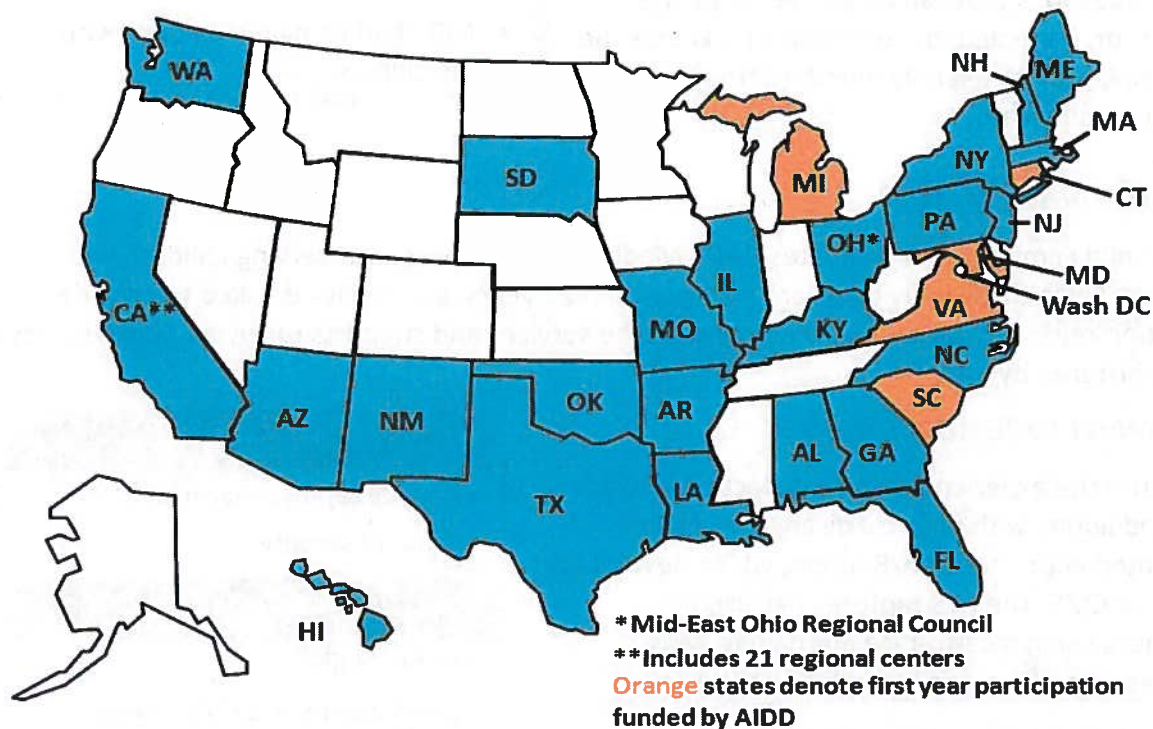 WA
NH
ME
MA
SD
MI
NY
CT
PA
NJ
OH*
IL
MD
Wash DC
CA**
VA
MO
KY
NC
AZ
NM
OK
AR
SC
AL
GA
TX
LA
FL
HI
*Mid-East Ohio Regional Council
**Includes 21 regional centers
Orange states denote first year participation
funded by AIDD